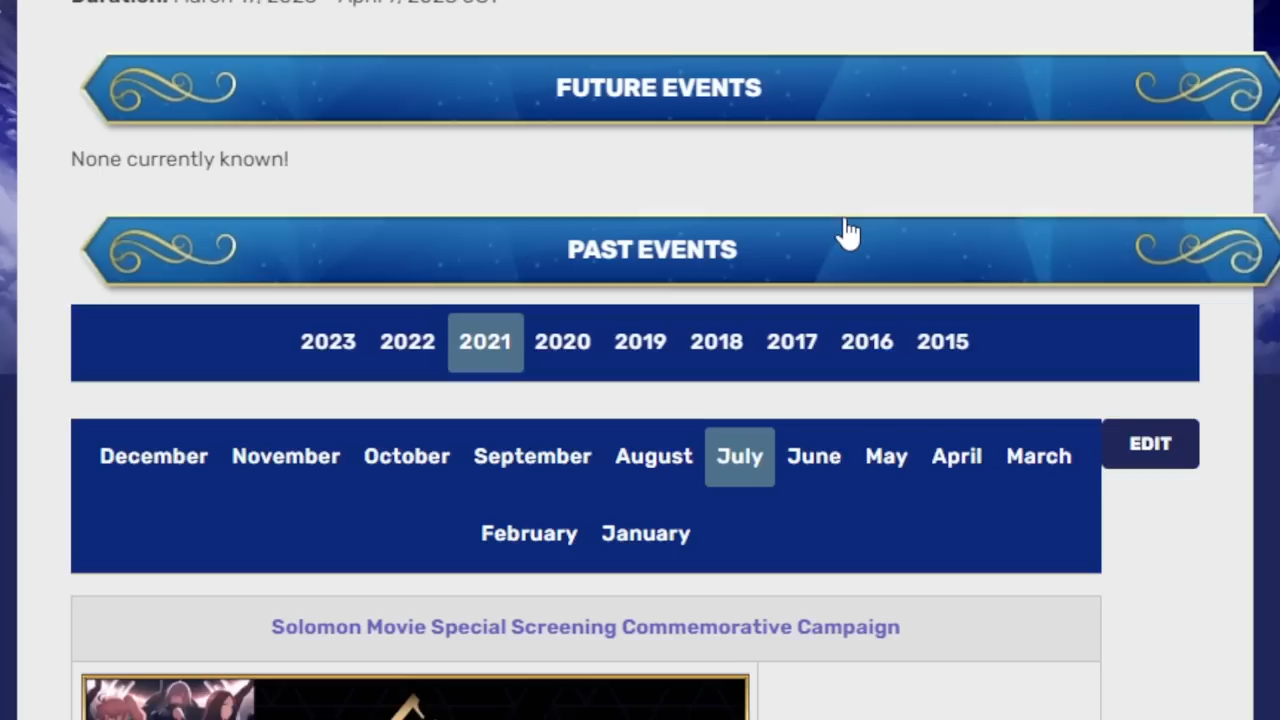 FUTURE EVENTS
None currently known!
PAST EVENTS
2023 2022 2021 2020 2019 2018 2017 2016 2015
December November October September August July June May April March
EDIT
February January
Solomon Movie Special Screening Commemorative Campaign